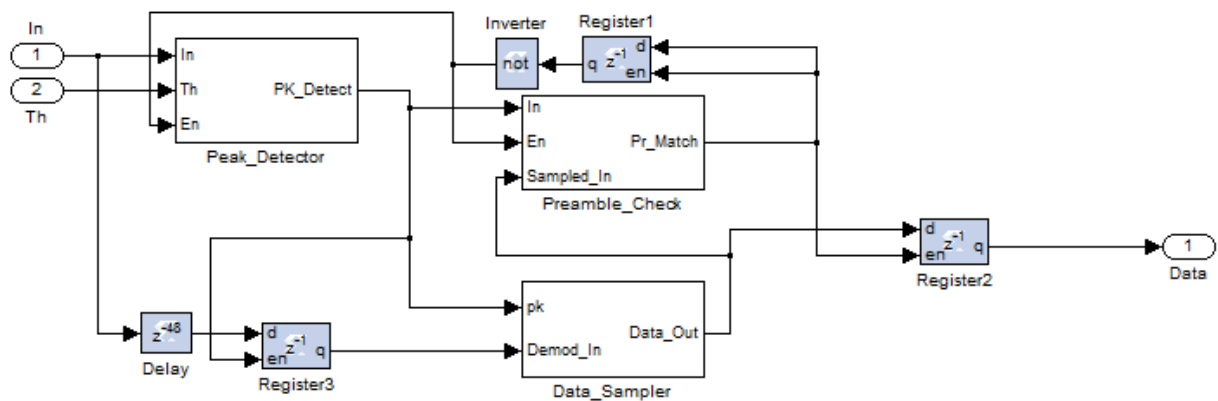 In
1
2
Th
In
Th
En
PK_Detect
Peak_Detector
Inverter
not
Register1
q
z⁻¹
d
en
In
En
Sampled_In
Pr_Match
Preamble_Check
z⁻⁴⁸
Delay
d
en
z⁻¹
q
Register3
pk
Demod_In
Data_Out
Data_Sampler
d
en
z⁻¹
q
Register2
1
Data